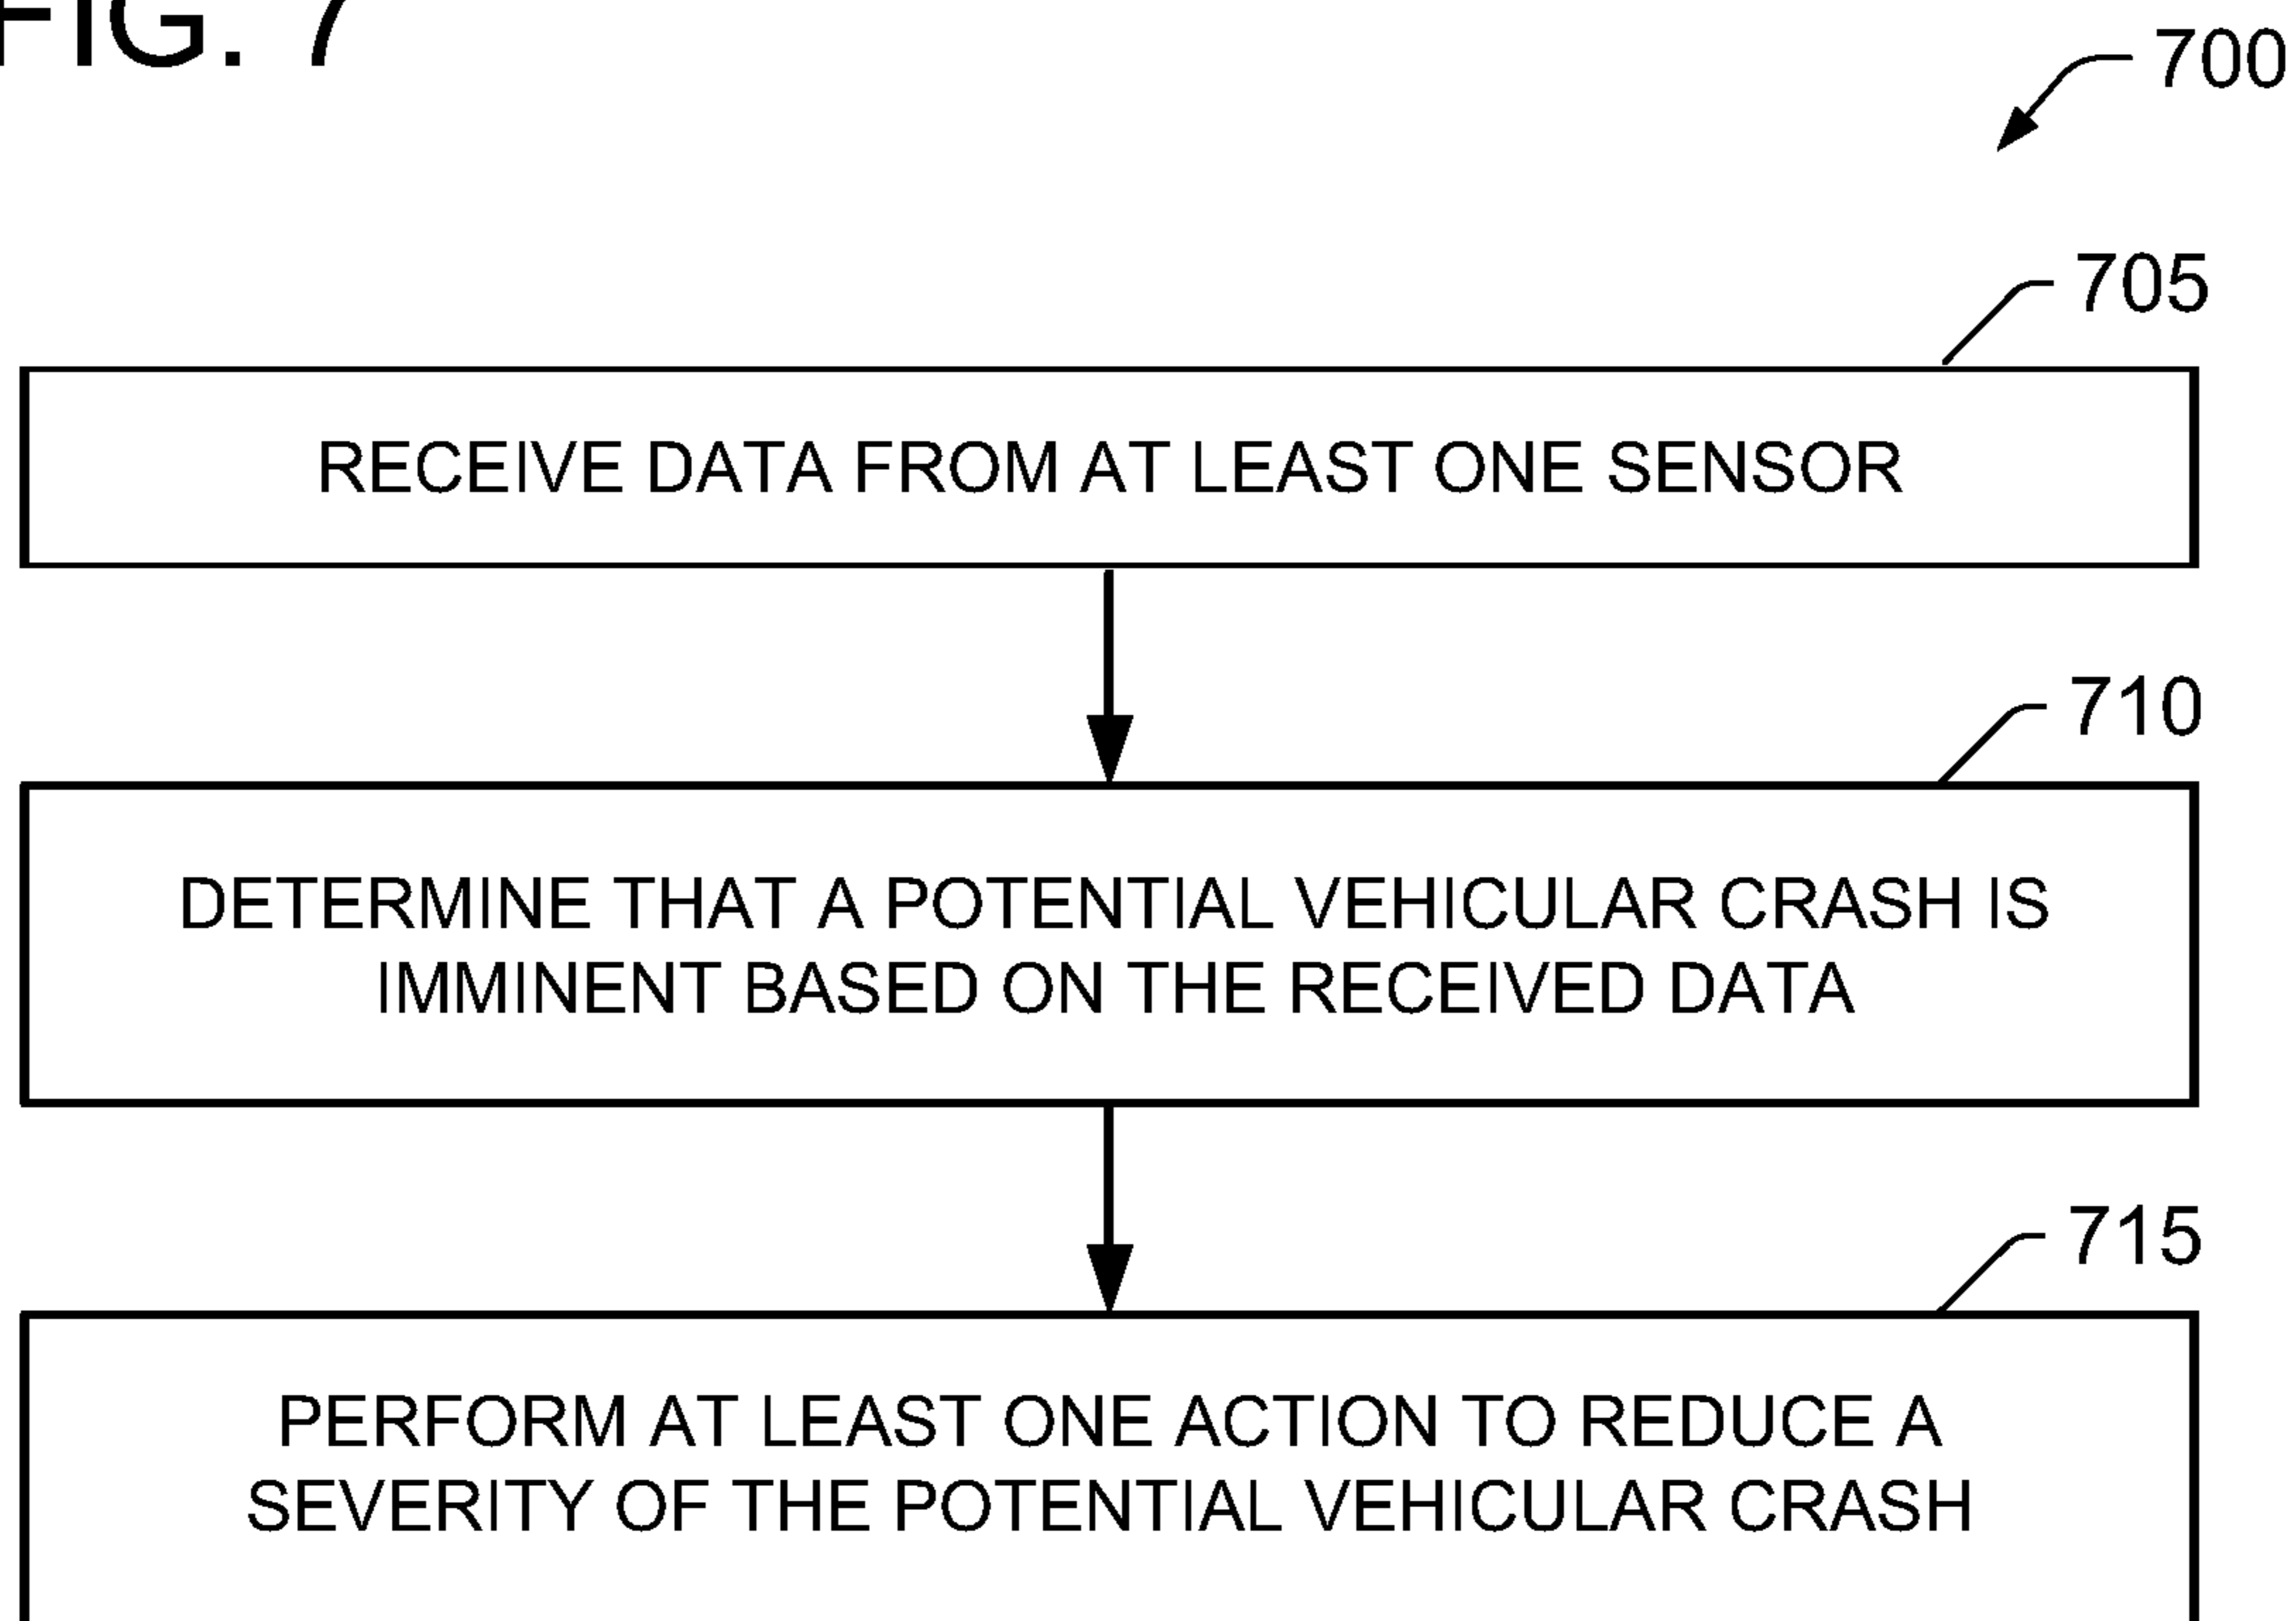 FIG. 7
700
705
RECEIVE DATA FROM AT LEAST ONE SENSOR
710
DETERMINE THAT A POTENTIAL VEHICULAR CRASH IS
IMMINENT BASED ON THE RECEIVED DATA
715
PERFORM AT LEAST ONE ACTION TO REDUCE A
SEVERITY OF THE POTENTIAL VEHICULAR CRASH